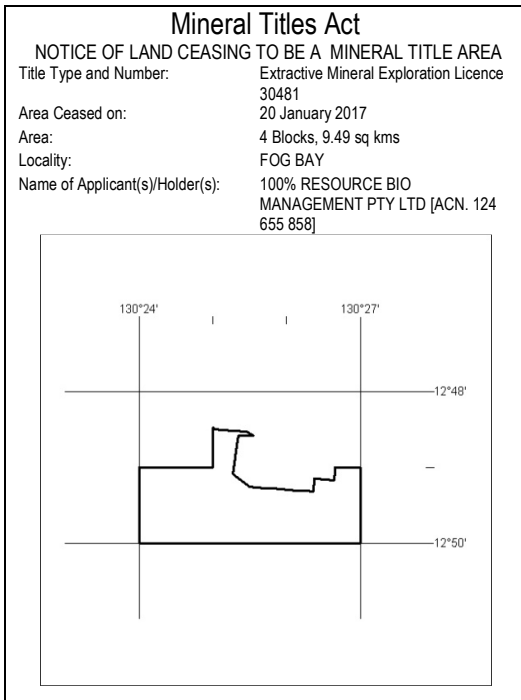 Mineral Titles Act
NOTICE OF LAND CEASING TO BE A MINERAL TITLE AREA
Title Type and Number: Extractive Mineral Exploration Licence
30481
Area Ceased on: 20 January 2017
Area: 4 Blocks, 9.49 sq kms
Locality: FOG BAY
Name of Applicant(s)/Holder(s): 100% RESOURCE BIO
MANAGEMENT PTY LTD [ACN. 124
655 858]
130°24' 130°27'
12°48'
12°50'